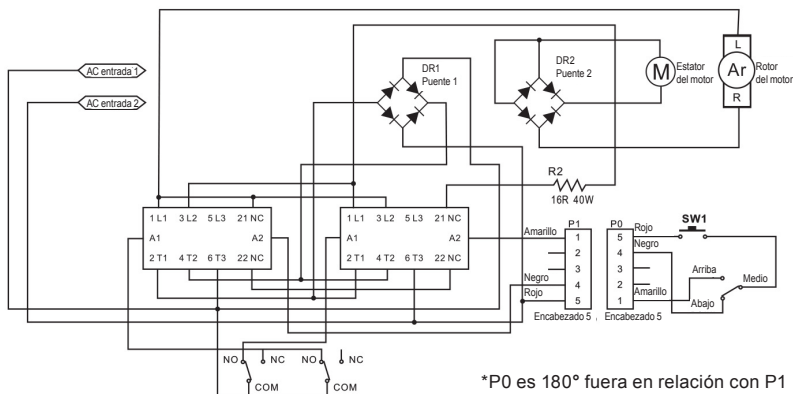 AC entrada 1
AC entrada 2
DR1
Puente 1
DR2
Puente 2
M
Estator
del motor
L
Ar
R
Rotor
del motor
R2
16R 40W
1 L1 3 L2 5 L3 21 NC
A1 A2
2 T1 4 T2 6 T3 22 NC
1 L1 3 L2 5 L3 21 NC
A1 A2
2 T1 4 T2 6 T3 22 NC
Amarillo
Negro
Rojo
P1
1
2
3
4
5
Encabezado 5
P0
5
4
3
2
1
Encabezado 5
Rojo
Negro
Amarillo
SW1
Arriba
Medio
Abajo
NO NC
COM
NO NC
COM
*P0 es 180° fuera en relación con P1